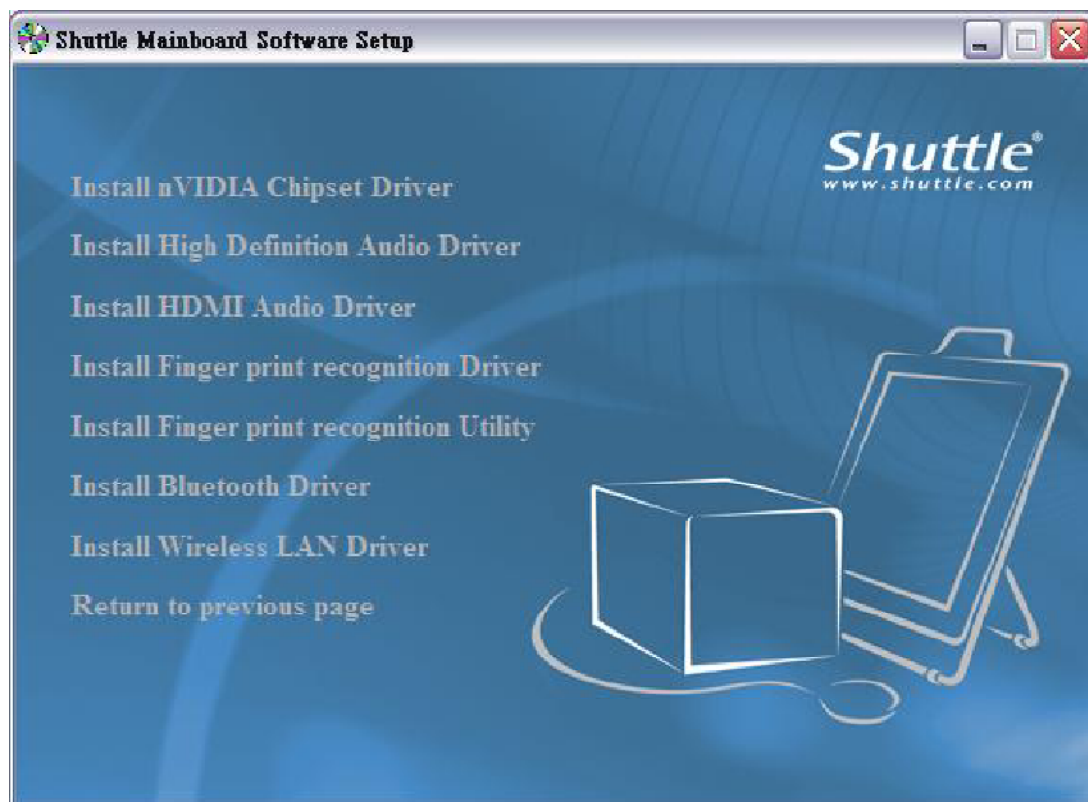 Shuttle Mainboard Software Setup
Shuttle®
www.shuttle.com
Install nVIDIA Chipset Driver
Install High Definition Audio Driver
Install HDMI Audio Driver
Install Finger print recognition Driver
Install Finger print recognition Utility
Install Bluetooth Driver
Install Wireless LAN Driver
Return to previous page